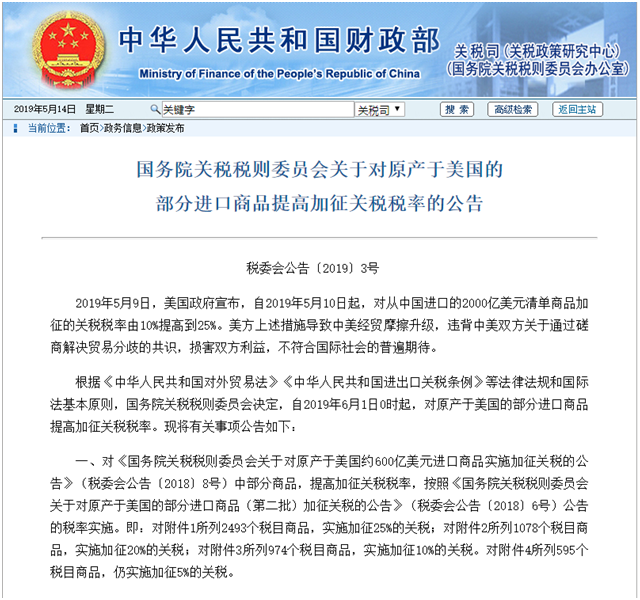 中华人民共和国财政部
Ministry of Finance of the People's Republic of China
关税司(关税政策研究中心)
(国务院关税税则委员会办公室)
2019年5月14日 星期二 关键字 关税司 搜 索 高级检索 返回主站
当前位置: 首页>政务信息>政策发布
国务院关税税则委员会关于对原产于美国的
部分进口商品提高加征关税税率的公告
税委会公告〔2019〕3号
2019年5月9日,美国政府宣布,自2019年5月10日起,对从中国进口的2000亿美元清单商品加
征的关税税率由10%提高到25%。美方上述措施导致中美经贸摩擦升级,违背中美双方关于通过磋
商解决贸易分歧的共识,损害双方利益,不符合国际社会的普遍期待。
根据《中华人民共和国对外贸易法》《中华人民共和国进出口关税条例》等法律法规和国际
法基本原则,国务院关税税则委员会决定,自2019年6月1日0时起,对原产于美国的部分进口商品
提高加征关税税率。现将有关事项公告如下:
一、对《国务院关税税则委员会关于对原产于美国约600亿美元进口商品实施加征关税的公
告》(税委会公告〔2018〕8号)中部分商品,提高加征关税税率,按照《国务院关税税则委员会
关于对原产于美国的部分进口商品(第二批)加征关税的公告》(税委会公告〔2018〕6号)公告
的税率实施。即:对附件1所列2493个税目商品,实施加征25%的关税;对附件2所列1078个税目商
品,实施加征20%的关税;对附件3所列974个税目商品,实施加征10%的关税。对附件4所列595个
税目商品,仍实施加征5%的关税。